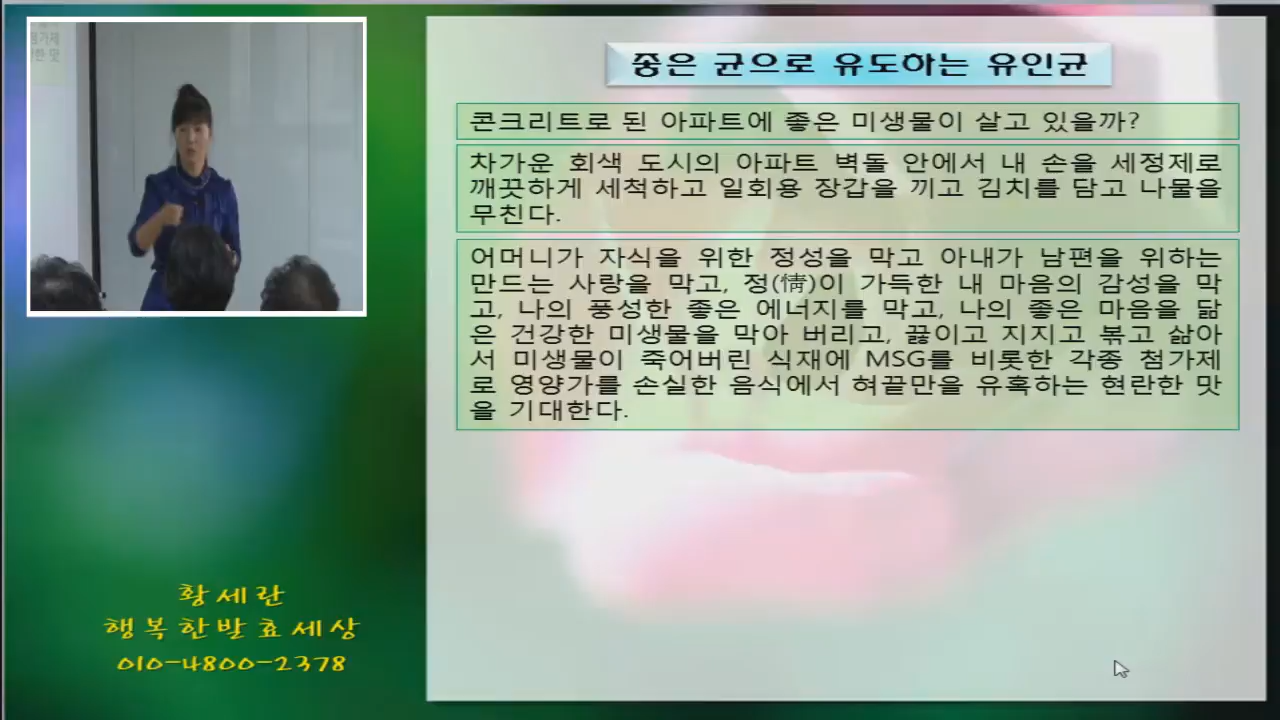 좋은 균으로 유도하는 유인균
콘크리트로 된 아파트에 좋은 미생물이 살고 있을까?
차가운 회색 도시의 아파트 벽돌 안에서 내 손을 세정제로
깨끗하게 세척하고 일회용 장갑을 끼고 김치를 담고 나물을
무친다.
어머니가 자식을 위한 정성을 막고 아내가 남편을 위하는
만드는 사랑을 막고, 정(情)이 가득한 내 마음의 감성을 막
고, 나의 풍성한 좋은 에너지를 막고, 나의 좋은 마음을 닮
은 건강한 미생물을 막아 버리고, 끓이고 지지고 볶고 삶아
서 미생물이 죽어버린 식재에 MSG를 비롯한 각종 첨가제
로 영양가를 손실한 음식에서 혀끝만을 유혹하는 현란한 맛
을 기대한다.
황세란
행복한발효세상
010-4800-2378